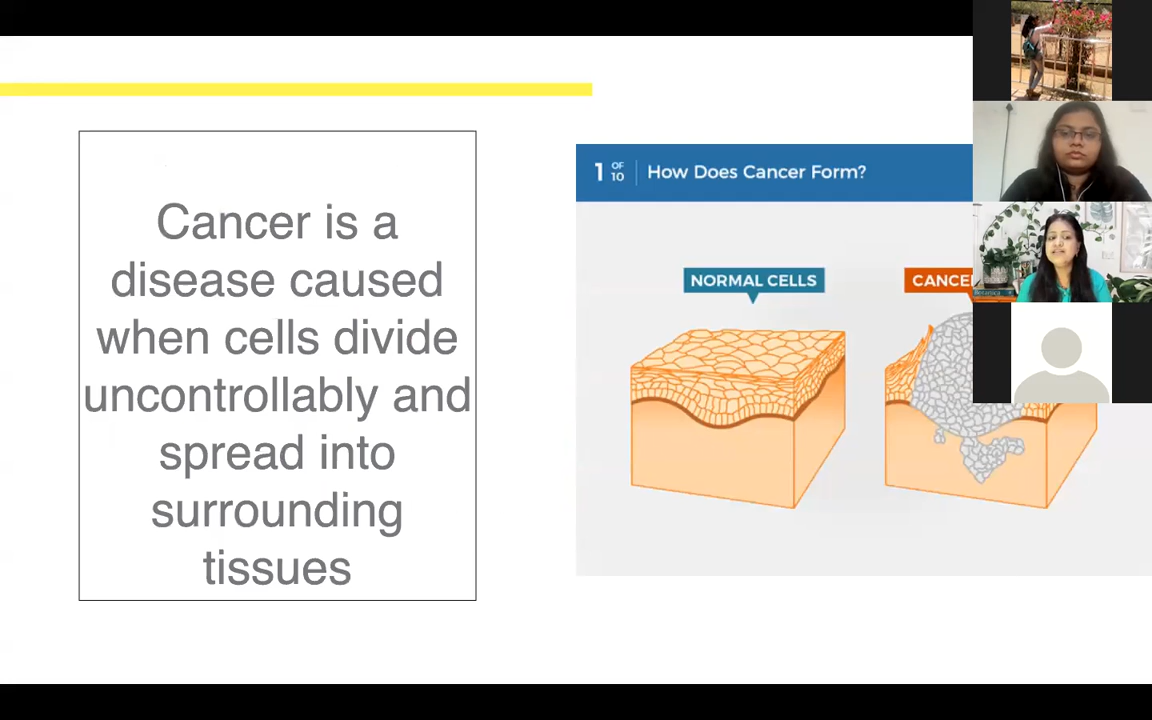 Cancer is a
disease caused
when cells divide
uncontrollably and
spread into
surrounding
tissues
1 OF 10 How Does Cancer Form?
NORMAL CELLS
Botanica